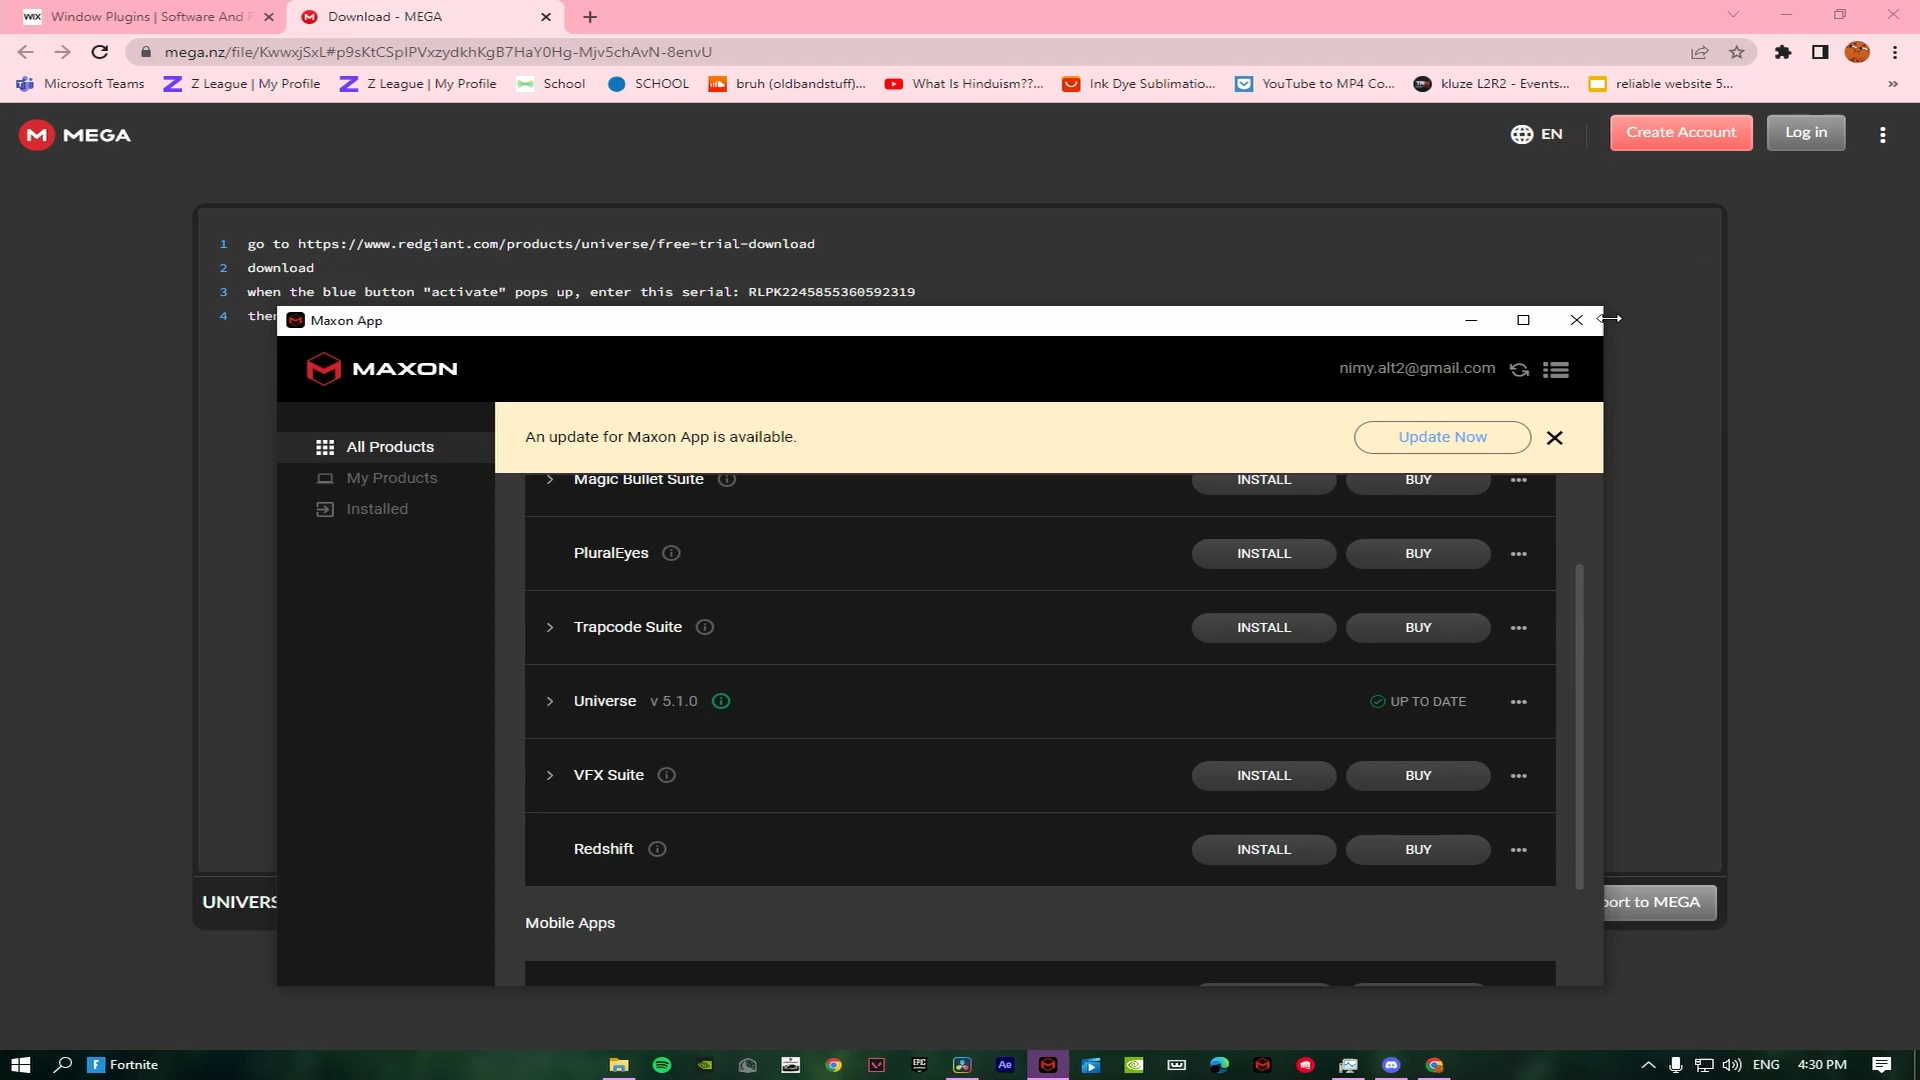 Window Plugins | Software And P
Download - MEGA
mega.nz/file/KwwxjSxL#p9sKtCSpIPVxzydkhKgB7HaY0Hg-Mjv5chAvN-8envU
Microsoft Teams
Z League | My Profile
Z League | My Profile
School
SCHOOL
bruh (oldbandstuff)...
What Is Hinduism??...
Ink Dye Sublimatio...
YouTube to MP4 Co...
kluze L2R2 - Events...
reliable website 5...
MEGA
EN
Create Account
Log in
1 go to https://www.redgiant.com/products/universe/free-trial-download
2 download
3 when the blue button "activate" pops up, enter this serial: RLPK2245855360592319
4 then
Maxon App
MAXON
nimy.alt2@gmail.com
All Products
My Products
Installed
An update for Maxon App is available.
Update Now
Magic Bullet Suite INSTALL BUY
PluralEyes INSTALL BUY
Trapcode Suite INSTALL BUY
Universe v 5.1.0 UP TO DATE
VFX Suite INSTALL BUY
Redshift INSTALL BUY
Mobile Apps
UNIVERS
port to MEGA
Fortnite
ENG
4:30 PM